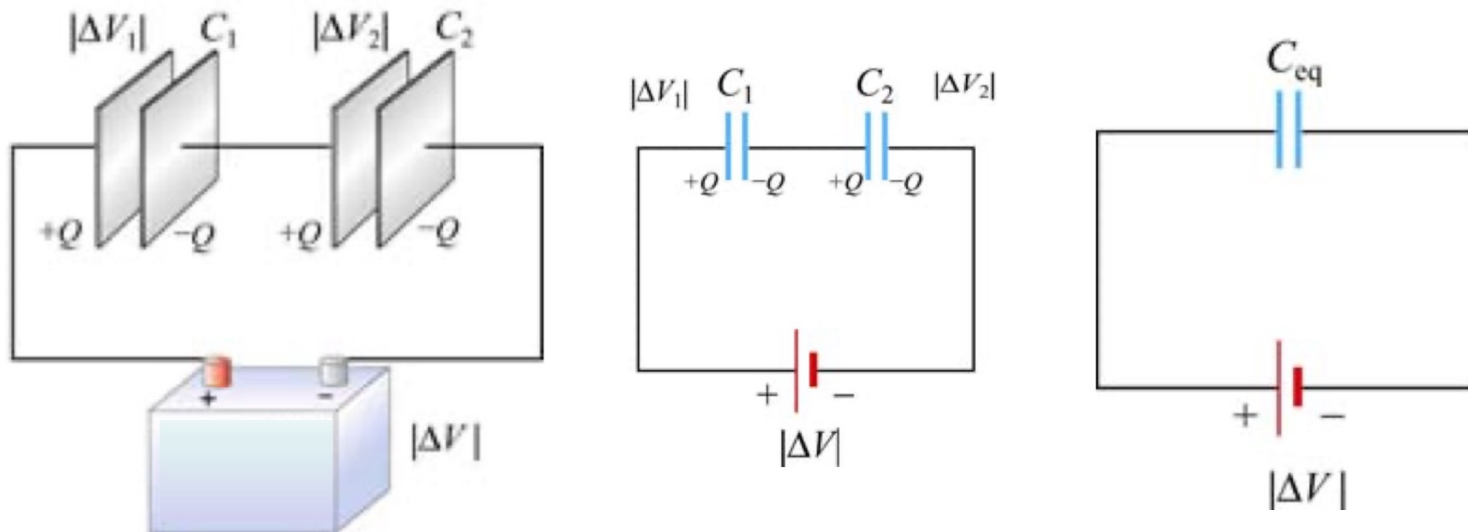 |ΔV₁| C₁ |ΔV₂| C₂
+Q −Q +Q −Q
+ −
|ΔV|
|ΔV₁| C₁ C₂ |ΔV₂|
+Q −Q +Q −Q
+ −
|ΔV|
C_eq
+ −
|ΔV|